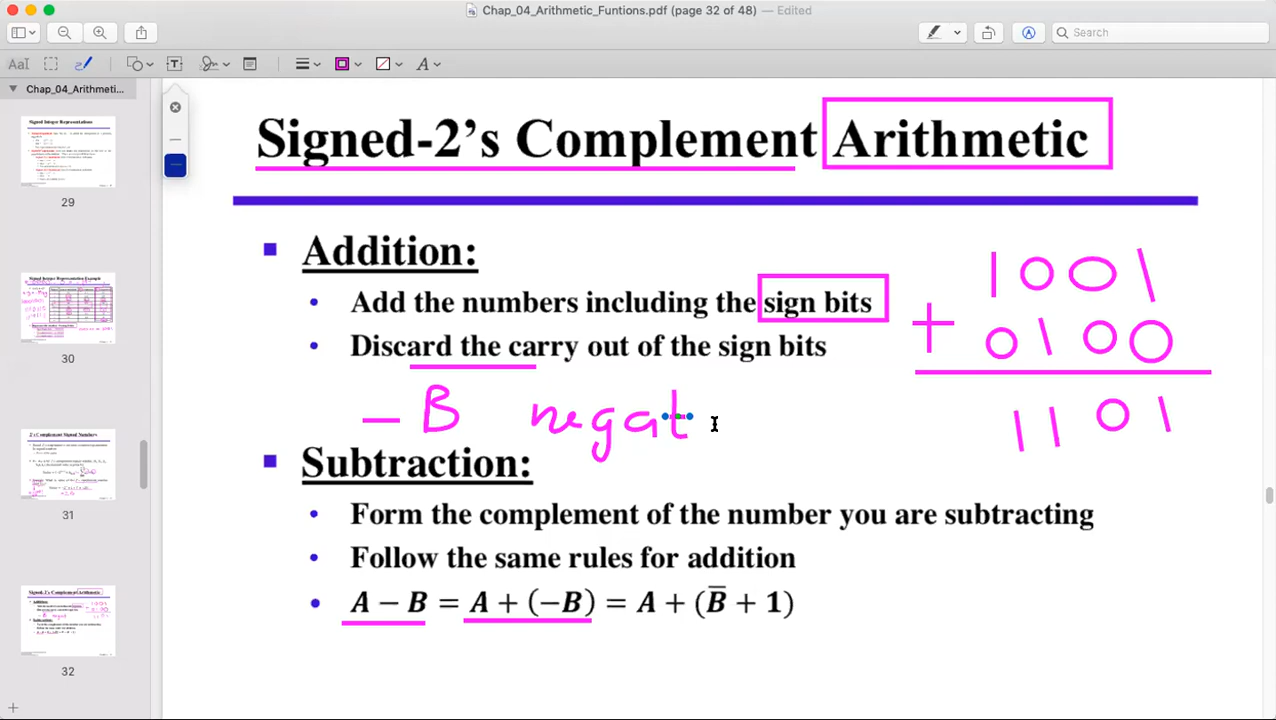 Chap_04_Arithmetic_Funtions.pdf (page 32 of 48) — Edited
Search
AaI
T
A
Chap_04_Arithmeti...
29
30
31
32
Signed-2's Complement Arithmetic
Addition:
• Add the numbers including the sign bits
• Discard the carry out of the sign bits
1001
+ 0100
1101
− B negat
Subtraction:
• Form the complement of the number you are subtracting
• Follow the same rules for addition
• A − B = A + (−B) = A + (B̅ + 1)